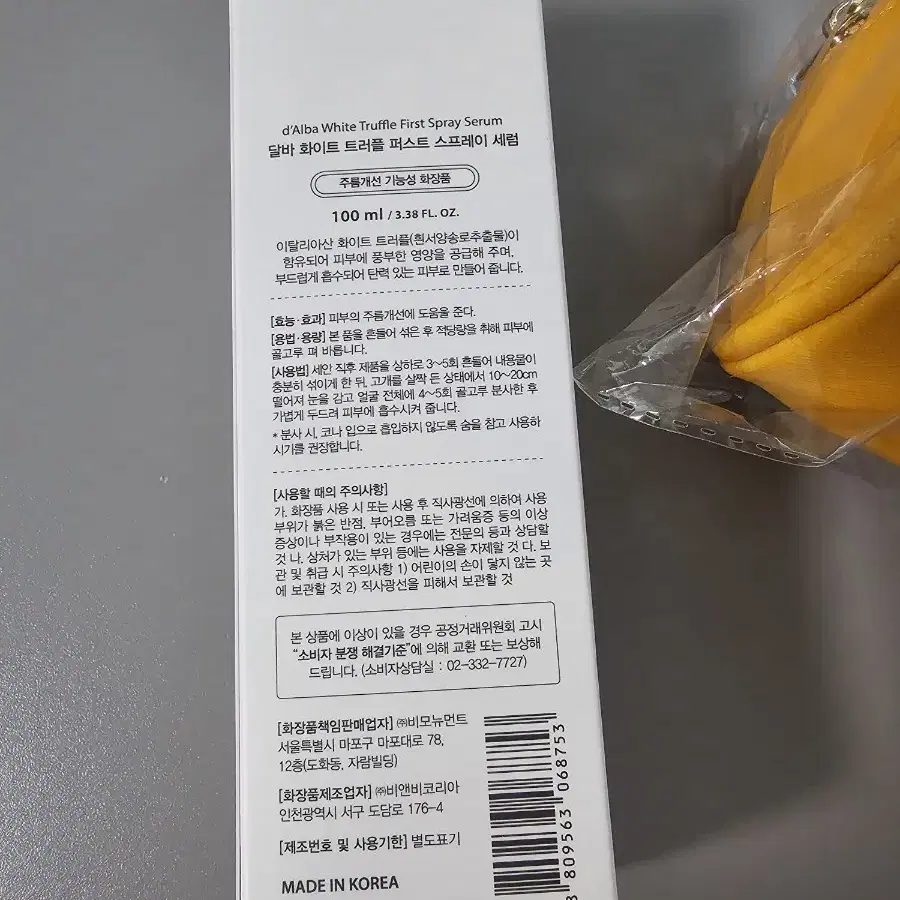 d'Alba White Truffle First Spray Serum
달바 화이트 트러플 퍼스트 스프레이 세럼
주름개선 기능성 화장품
100 ml / 3.38 FL. OZ.
이탈리아산 화이트 트러플(흰서양송로추출물)이
함유되어 피부에 풍부한 영양을 공급해 주며,
부드럽게 흡수되어 탄력 있는 피부로 만들어 줍니다.
[효능·효과] 피부의 주름개선에 도움을 준다.
[용법·용량] 본 품을 흔들어 섞은 후 적당량을 취해 피부에
골고루 펴 바릅니다.
[사용법] 세안 직후 제품을 상하로 3~5회 흔들어 내용물이
충분히 섞이게 한 뒤, 고개를 살짝 든 상태에서 10~20cm
떨어져 눈을 감고 얼굴 전체에 4~5회 골고루 분사한 후
가볍게 두드려 피부에 흡수시켜 줍니다.
* 분사 시, 코나 입으로 흡입하지 않도록 숨을 참고 사용하
시기를 권장합니다.
[사용할 때의 주의사항]
가. 화장품 사용 시 또는 사용 후 직사광선에 의하여 사용
부위가 붉은 반점, 부어오름 또는 가려움증 등의 이상
증상이나 부작용이 있는 경우에는 전문의 등과 상담할
것 나. 상처가 있는 부위 등에는 사용을 자제할 것 다. 보
관 및 취급 시 주의사항 1) 어린이의 손이 닿지 않는 곳
에 보관할 것 2) 직사광선을 피해서 보관할 것
본 상품에 이상이 있을 경우 공정거래위원회 고시
"소비자 분쟁 해결기준"에 의해 교환 또는 보상해
드립니다. (소비자상담실 : 02-332-7727)
[화장품책임판매업자] ㈜비모뉴먼트
서울특별시 마포구 마포대로 78,
12층(도화동, 자람빌딩)
[화장품제조업자] ㈜비앤비코리아
인천광역시 서구 도담로 176-4
[제조번호 및 사용기한] 별도표기
MADE IN KOREA
8 809563 068753